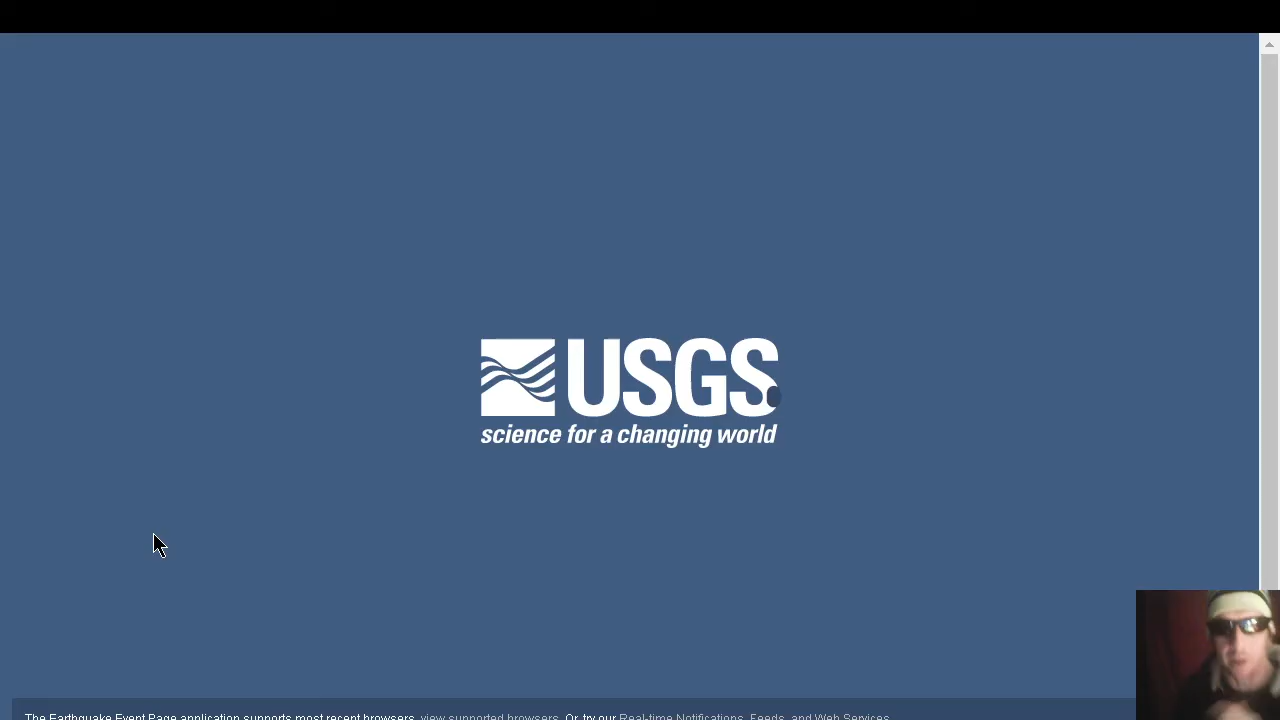 USGS
science for a changing world
The Earthquake Event Page application supports most recent browsers, view supported browsers. Or, try our Real-time Notifications, Feeds, and Web Services.